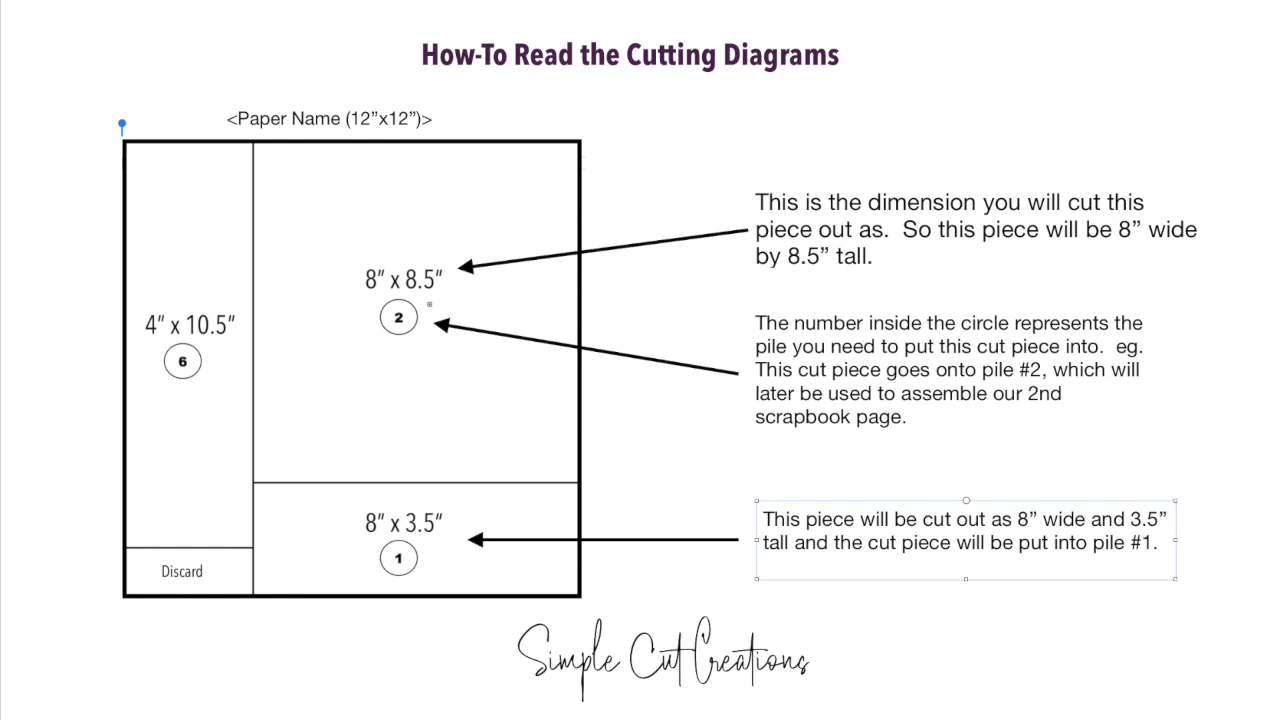 How-To Read the Cutting Diagrams
<Paper Name (12”x12”)>
This is the dimension you will cut this
piece out as.  So this piece will be 8” wide
by 8.5” tall.
8” x 8.5”
2
4” x 10.5”
6
The number inside the circle represents the
pile you need to put this cut piece into.  eg.
This cut piece goes onto pile #2, which will
later be used to assemble our 2nd
scrapbook page.
8” x 3.5”
1
This piece will be cut out as 8” wide and 3.5”
tall and the cut piece will be put into pile #1.
Discard
Simple Cut Creations